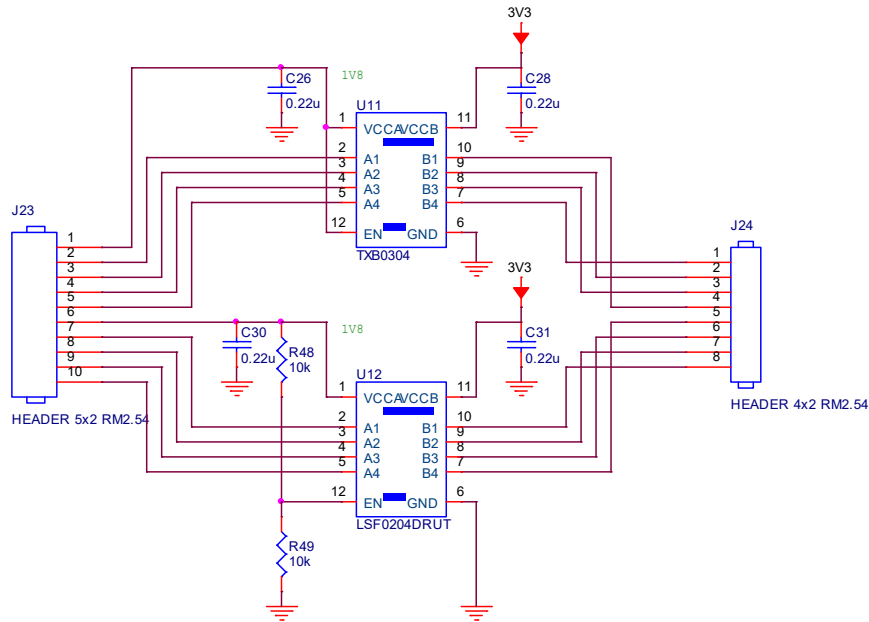 3V3
3V3
1V8
1V8
C26
0.22u
C28
0.22u
U11
1
VCCA
VCCB
11
2
A1
B1
10
3
A2
B2
9
4
A3
B3
8
5
A4
B4
7
12
EN
GND
6
TXB0304
J23
1
2
3
4
5
6
7
8
9
10
HEADER 5x2 RM2.54
J24
1
2
3
4
5
6
7
8
HEADER 4x2 RM2.54
C30
0.22u
R48
10k
C31
0.22u
U12
1
VCCA
VCCB
11
2
A1
B1
10
3
A2
B2
9
4
A3
B3
8
5
A4
B4
7
12
EN
GND
6
LSF0204DRUT
R49
10k